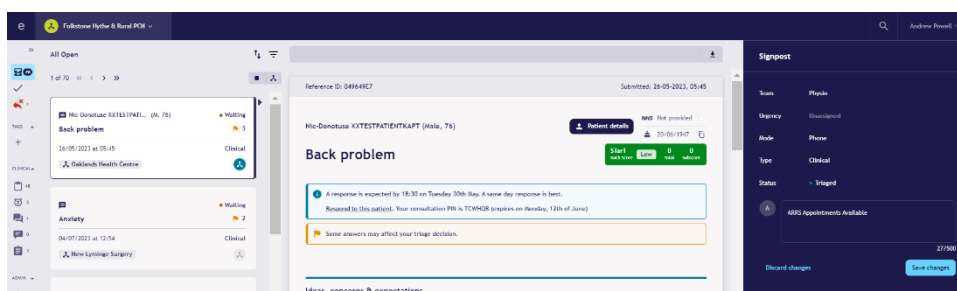 e
Folkstone Hythe & Rural PCN
Andrew Powell
All Open
1 of 70
Reference ID: 049649E7
Submitted: 26-05-2023, 05:45
Nic-Donotuse XXTESTPATI... (M, 76)
Waiting
Back problem
3
26/05/2023 at 05:45
Clinical
Oaklands Health Centre
Waiting
Anxiety
2
04/07/2023 at 12:54
Clinical
New Lyminge Surgery
TAGS
CLINICAL
ADMIN
Nic-Donotuse XXTESTPATIENTKAPT (Male, 76)
Patient details
NHS Not provided
20/06/1947
Back problem
STarT
Back score
Low
0
total
0
subscore
A response is expected by 18:30 on Tuesday 30th May. A same day response is best.
Respond to this patient. Your consultation PIN is TCWHQB (expires on Monday, 12th of June)
Some answers may affect your triage decision.
Ideas, concerns & expectations
Signpost
Team Physio
Urgency Unassigned
Mode Phone
Type Clinical
Status Triaged
A
ARRS Appointments Available
27/500
Discard changes
Save changes